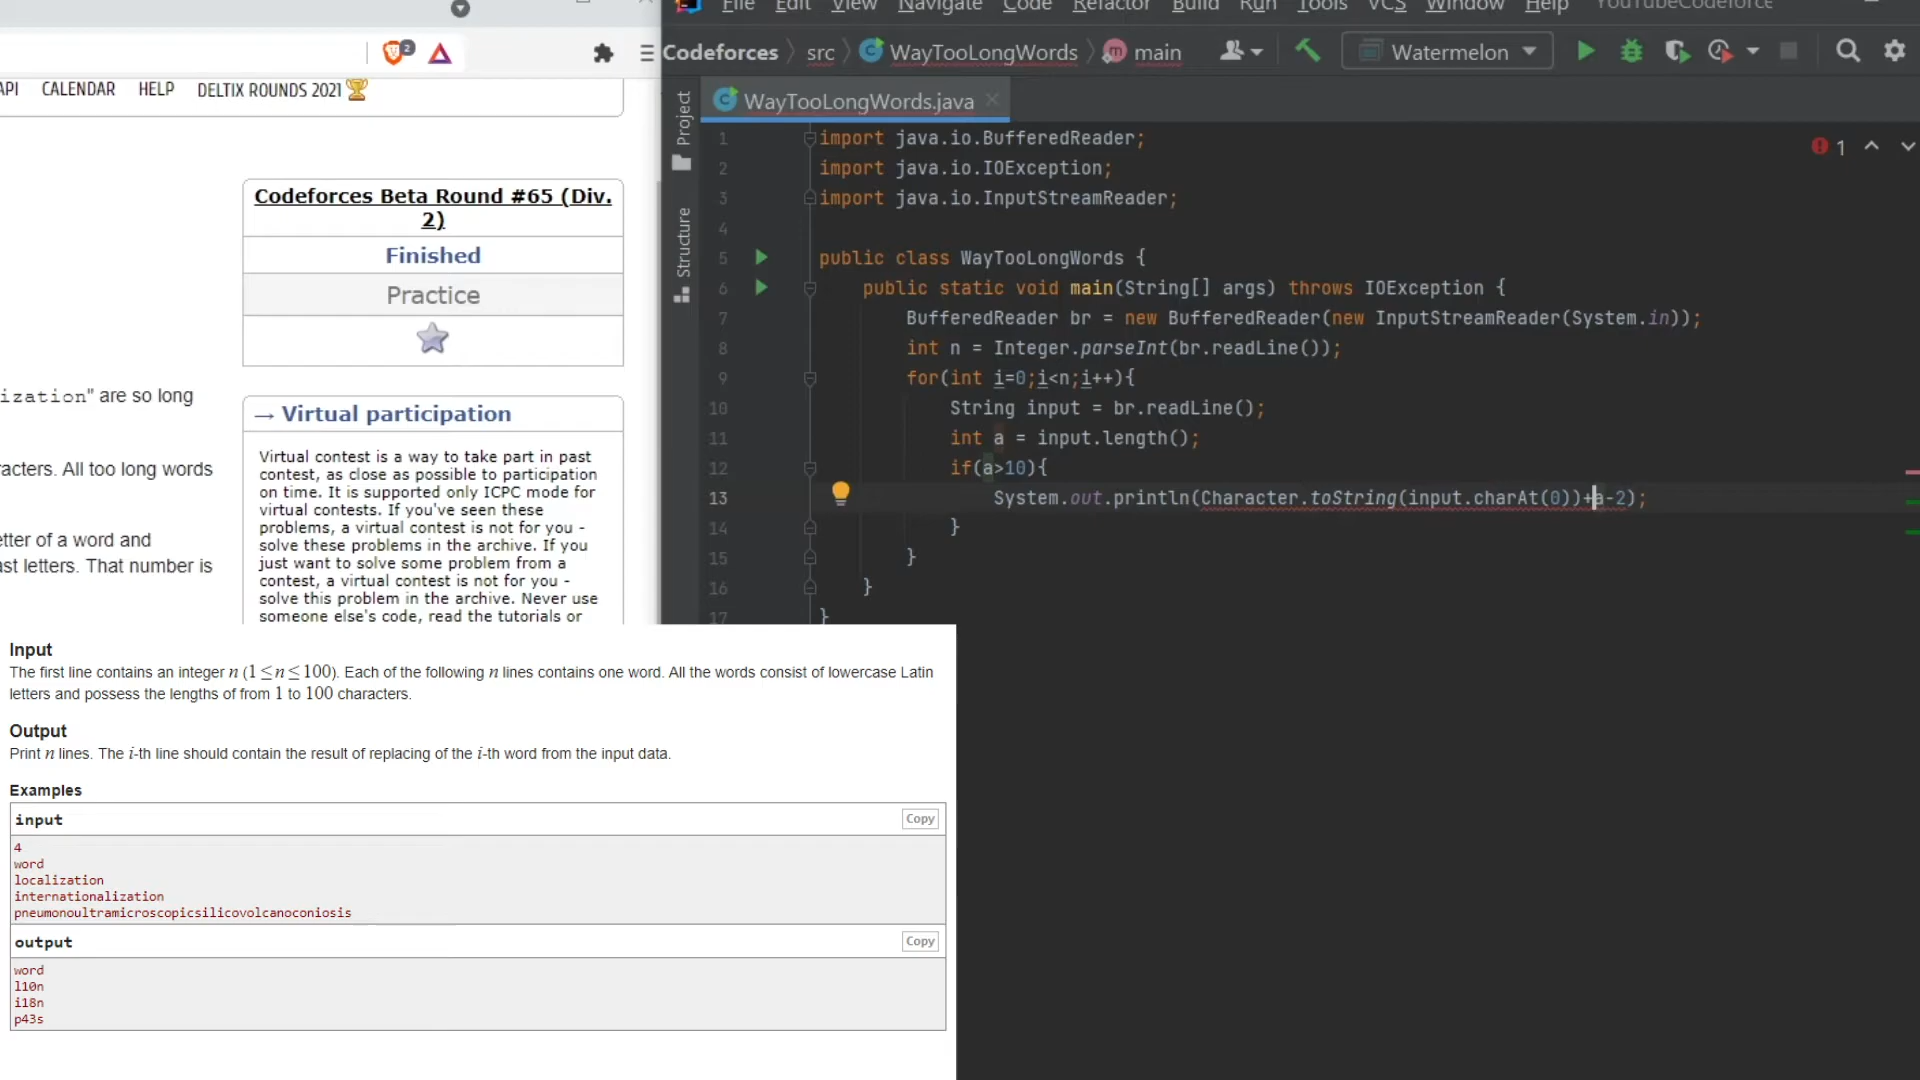 2
API CALENDAR HELP DELTIX ROUNDS 2021
Codeforces Beta Round #65 (Div.
2)
Finished
Practice
ization" are so long
→ Virtual participation
Virtual contest is a way to take part in past
contest, as close as possible to participation
on time. It is supported only ICPC mode for
virtual contests. If you've seen these
problems, a virtual contest is not for you -
solve these problems in the archive. If you
just want to solve some problem from a
contest, a virtual contest is not for you -
solve this problem in the archive. Never use
someone else's code, read the tutorials or
racters. All too long words
etter of a word and
ast letters. That number is
File Edit View Navigate Code Refactor Build Run Tools VCS Window Help YouTubeCodeforce
Codeforces src WayTooLongWords main Watermelon
Project
Structure
WayTooLongWords.java
1
1 import java.io.BufferedReader;
2 import java.io.IOException;
3 import java.io.InputStreamReader;
4
5 public class WayTooLongWords {
6 public static void main(String[] args) throws IOException {
7 BufferedReader br = new BufferedReader(new InputStreamReader(System.in));
8 int n = Integer.parseInt(br.readLine());
9 for(int i=0;i<n;i++){
10 String input = br.readLine();
11 int a = input.length();
12 if(a>10){
13 System.out.println(Character.toString(input.charAt(0))+a-2);
14 }
15 }
16 }
17 }
Input
The first line contains an integer n (1≤n≤100). Each of the following n lines contains one word. All the words consist of lowercase Latin
letters and possess the lengths of from 1 to 100 characters.
Output
Print n lines. The i-th line should contain the result of replacing of the i-th word from the input data.
Examples
input Copy
4
word
localization
internationalization
pneumonoultramicroscopicsilicovolcanoconiosis
output Copy
word
l10n
i18n
p43s